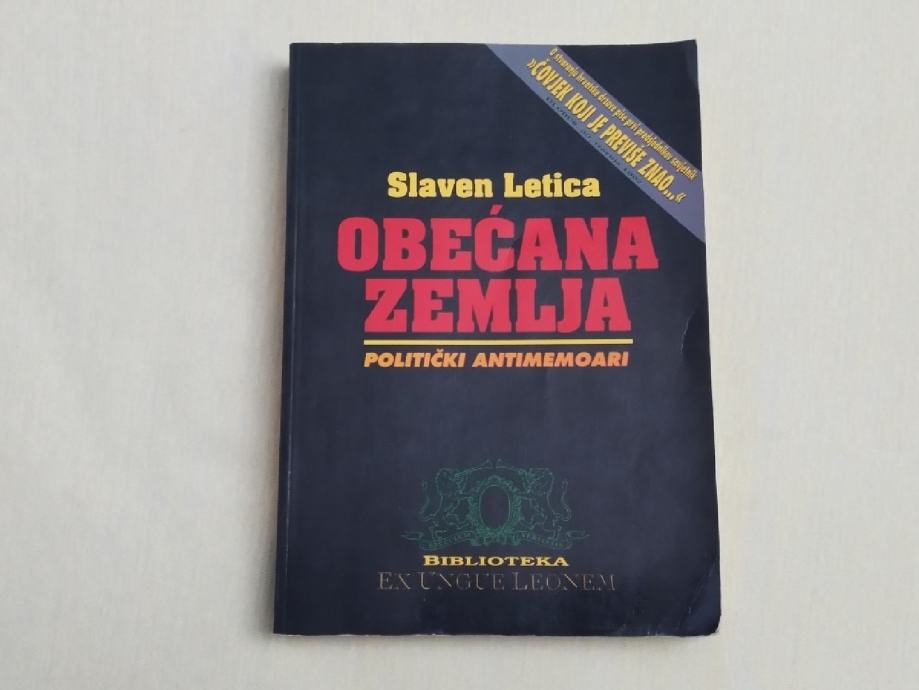 O stvaranju hrvatske države piše prvi predsjednikov savjetnik
»ČOVJEK KOJI JE PREVIŠE ZNAO...«
Slaven Letica
OBEĆANA
ZEMLJA
POLITIČKI ANTIMEMOARI
BIBLIOTEKA
EX UNGUE LEONEM